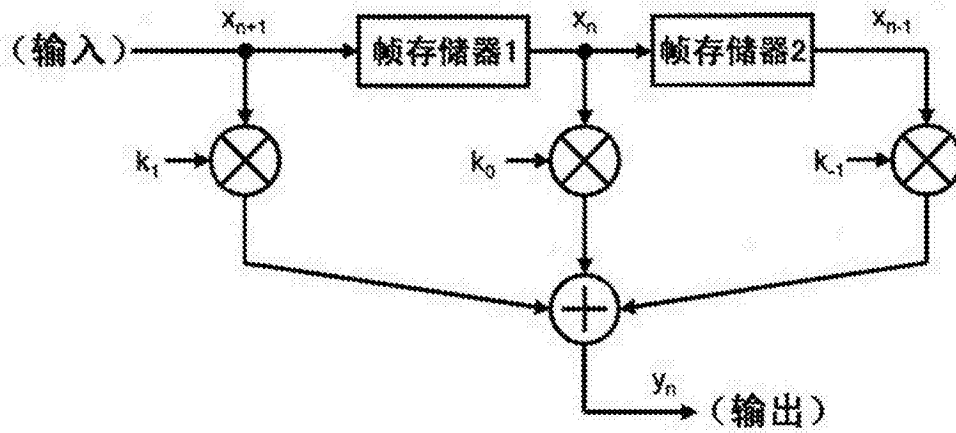 x_{n+1}
x_n
x_{n-1}
（输入）
帧存储器1
帧存储器2
k_1
k_0
k_{-1}
y_n
（输出）